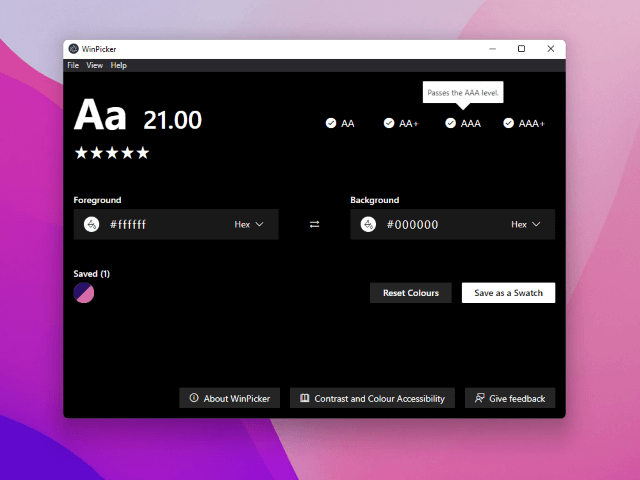 WinPicker
File View Help
Passes the AAA level.
Aa 21.00
AA AA+ AAA AAA+
Foreground Background
#ffffff Hex #000000 Hex
Saved (1)
Reset Colours Save as a Swatch
About WinPicker Contrast and Colour Accessibility Give feedback